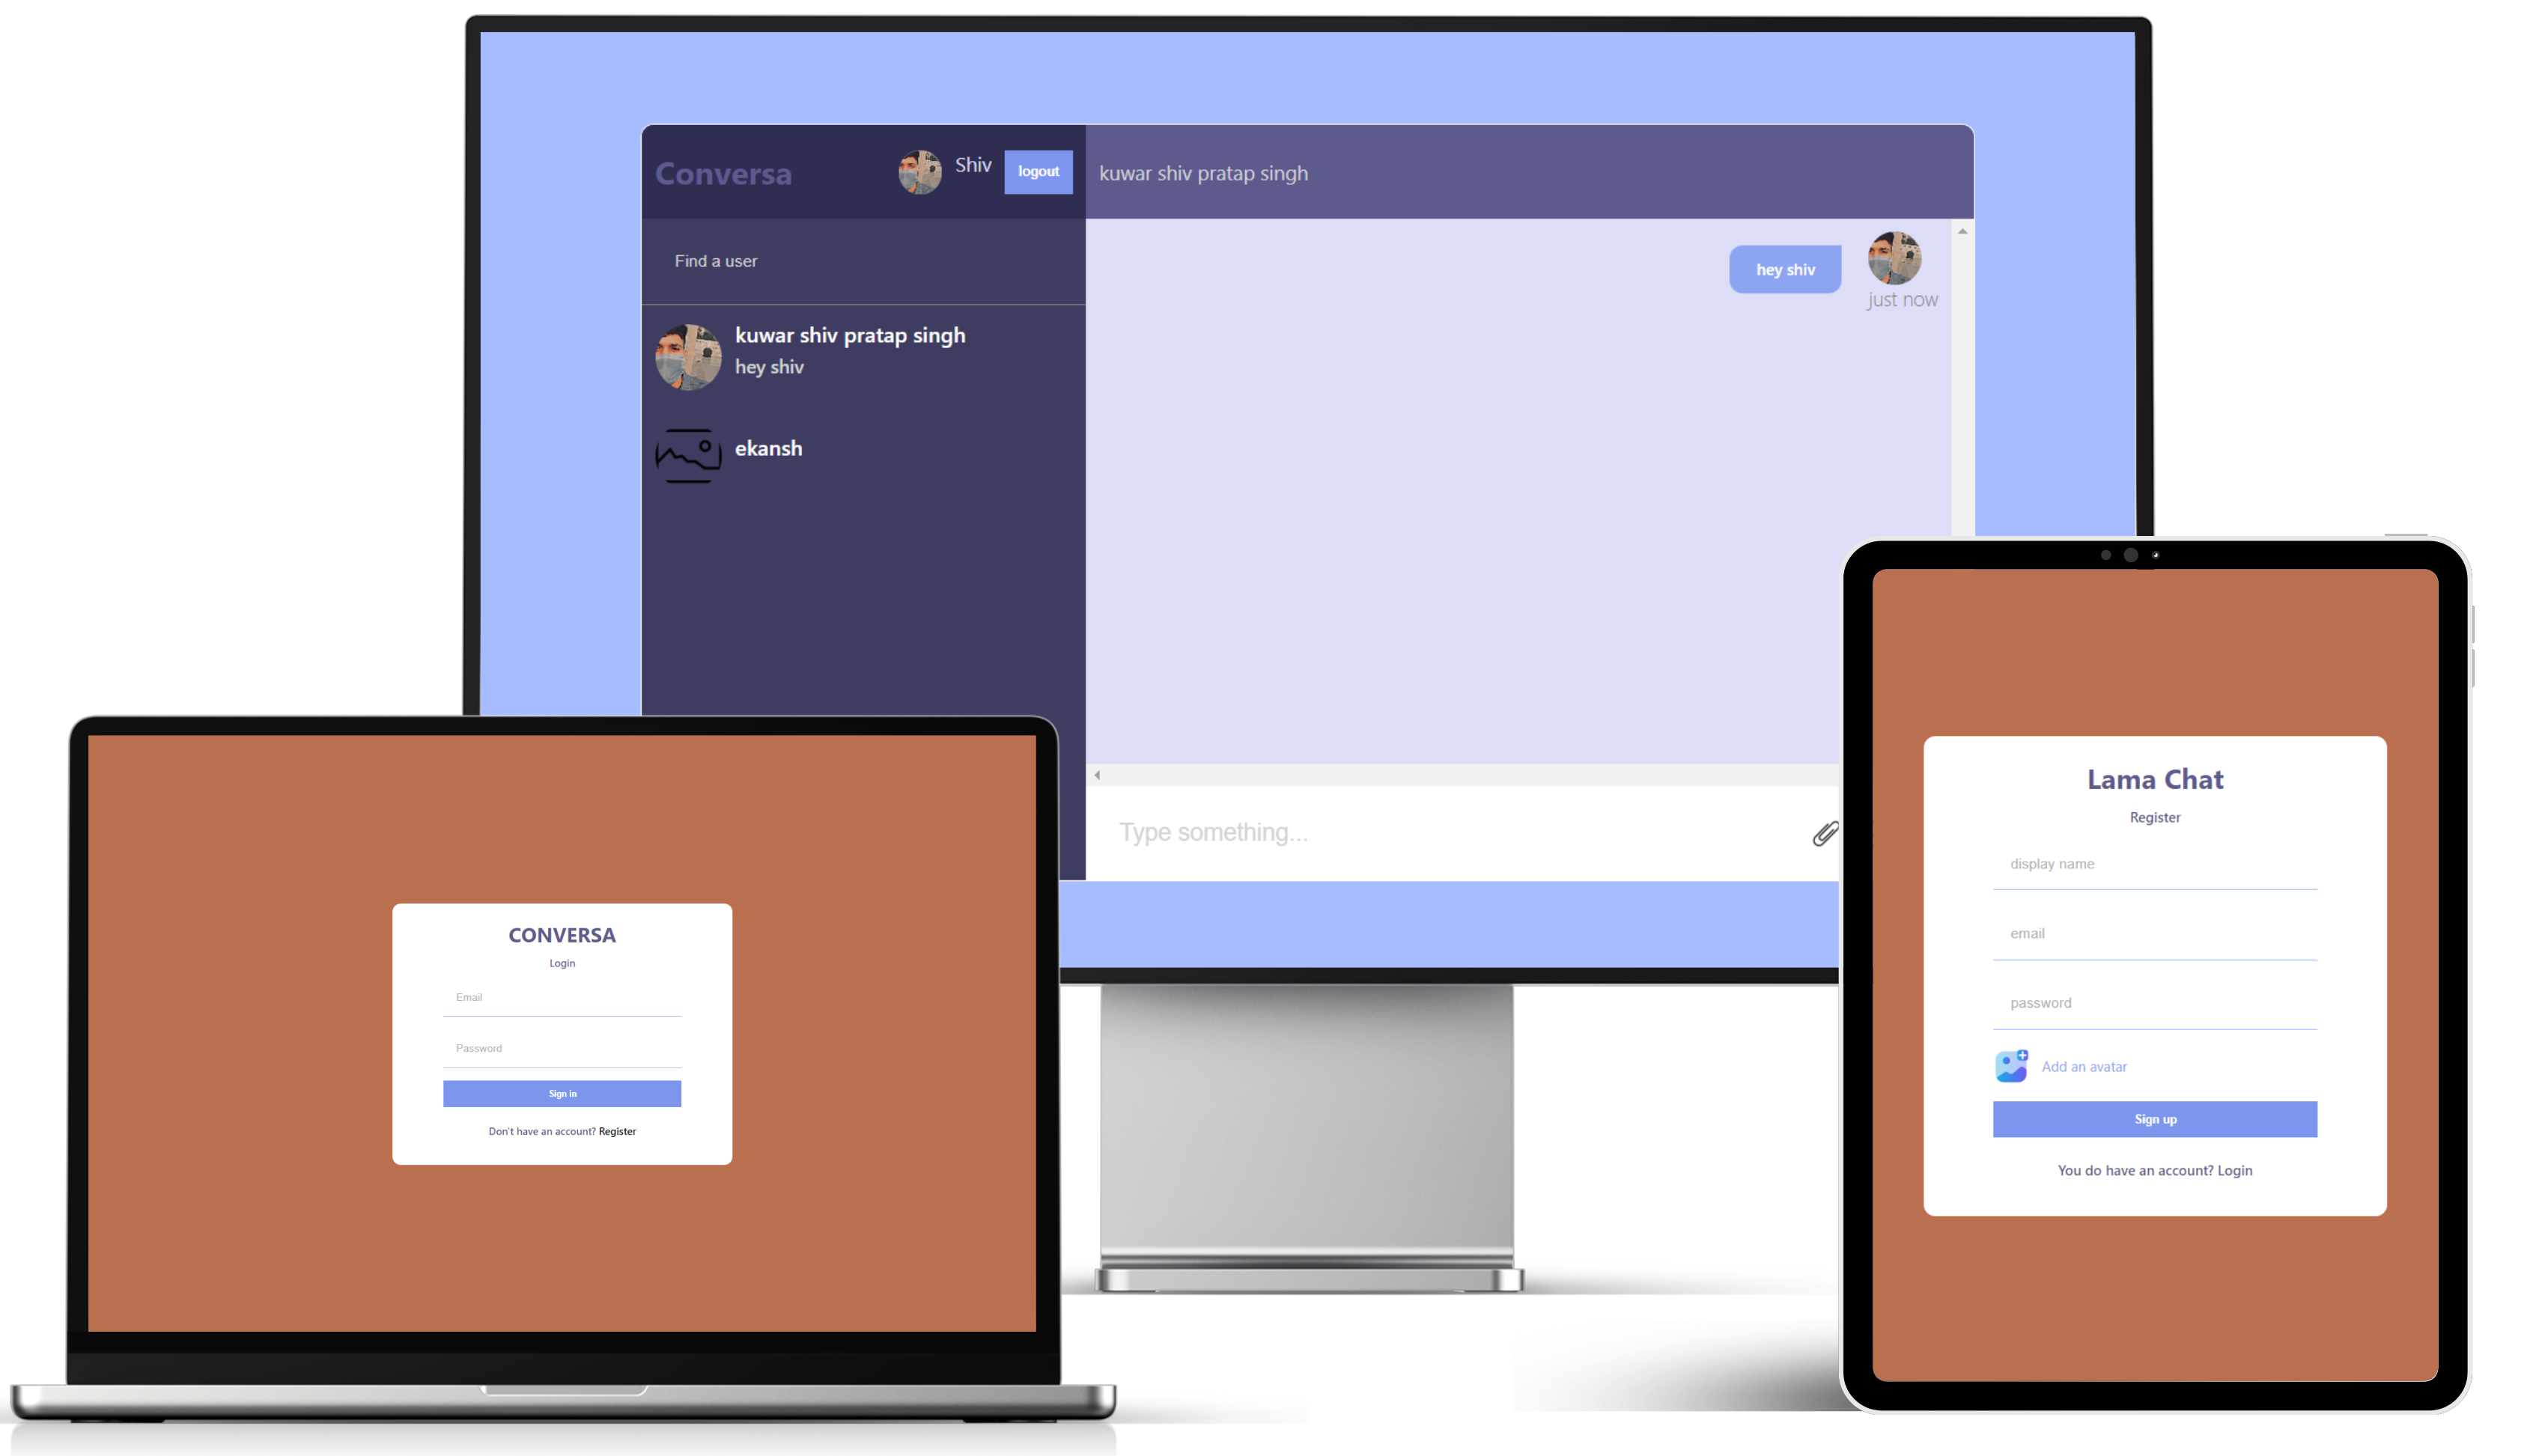 Conversa
Shiv
logout
kuwar shiv pratap singh
Find a user
hey shiv
just now
kuwar shiv pratap singh
hey shiv
ekansh
Type something...
CONVERSA
Login
Email
Password
Sign in
Don't have an account? Register
Lama Chat
Register
display name
email
password
Add an avatar
Sign up
You do have an account? Login